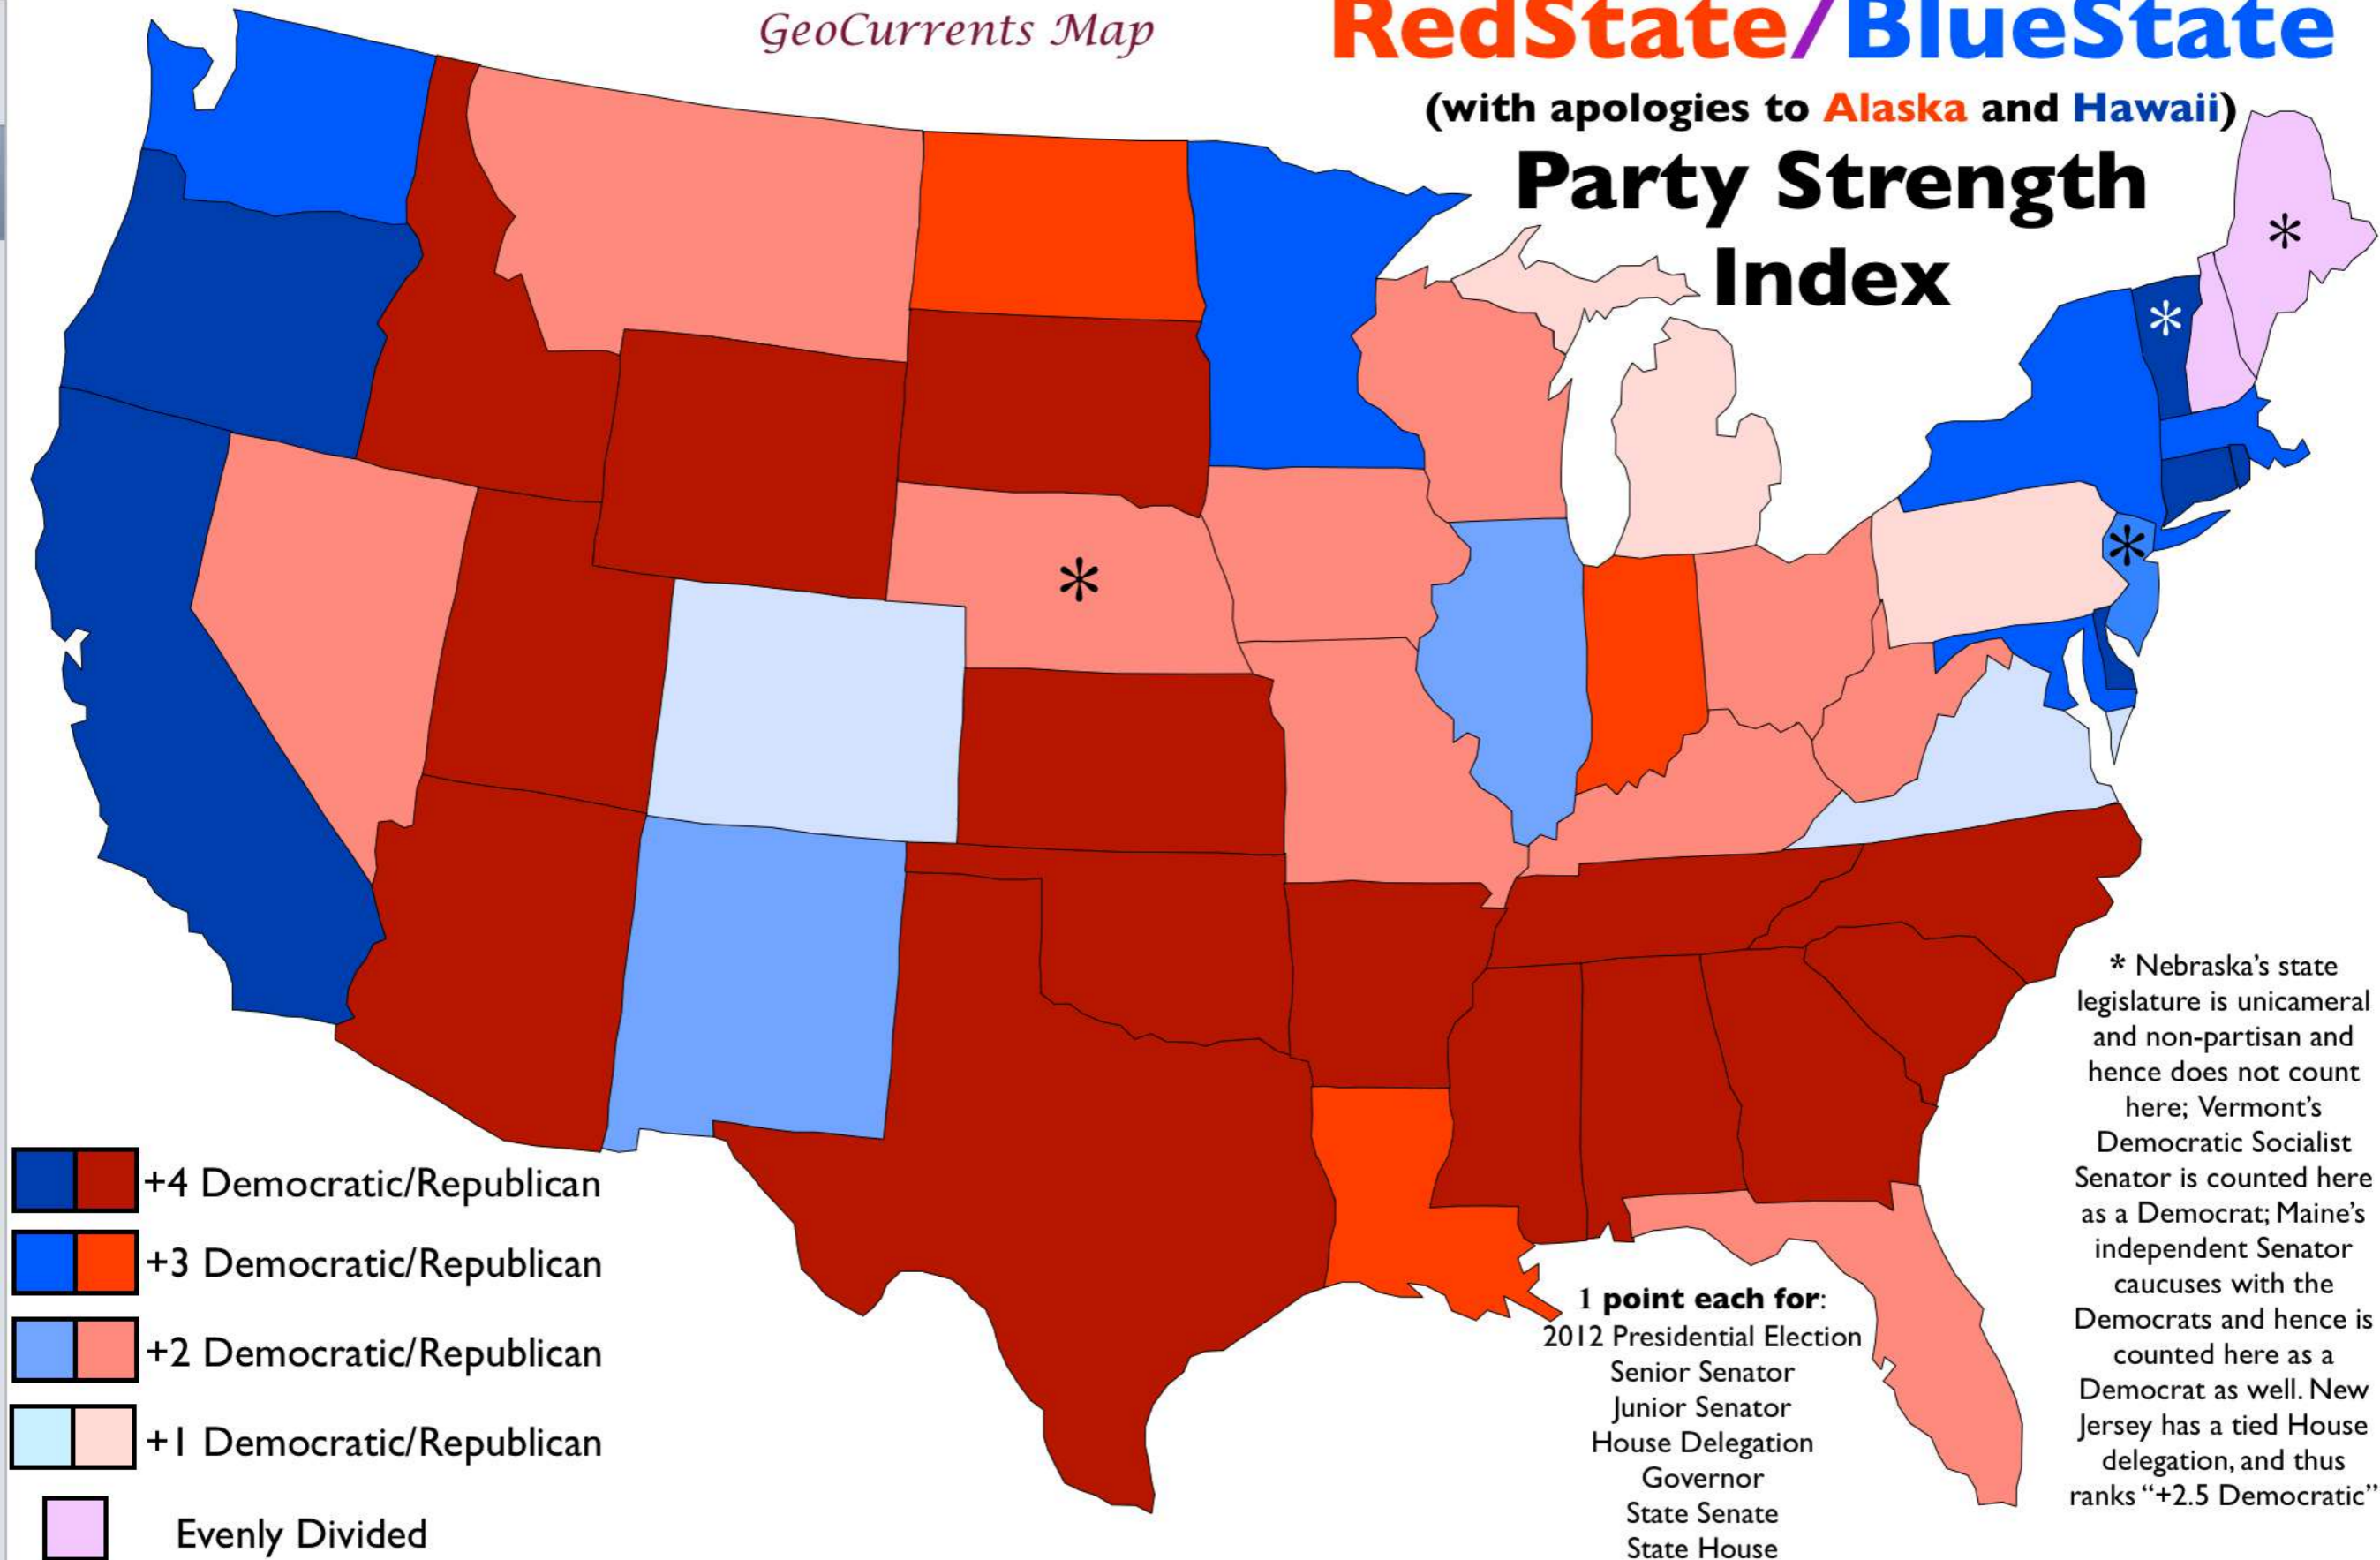 GeoCurrents Map
RedState/BlueState
(with apologies to Alaska and Hawaii)
Party Strength
Index
*
*
*
*
+4 Democratic/Republican
+3 Democratic/Republican
+2 Democratic/Republican
+1 Democratic/Republican
Evenly Divided
1 point each for:
2012 Presidential Election
Senior Senator
Junior Senator
House Delegation
Governor
State Senate
State House
* Nebraska's state
legislature is unicameral
and non-partisan and
hence does not count
here; Vermont's
Democratic Socialist
Senator is counted here
as a Democrat; Maine's
independent Senator
caucuses with the
Democrats and hence is
counted here as a
Democrat as well. New
Jersey has a tied House
delegation, and thus
ranks “+2.5 Democratic”